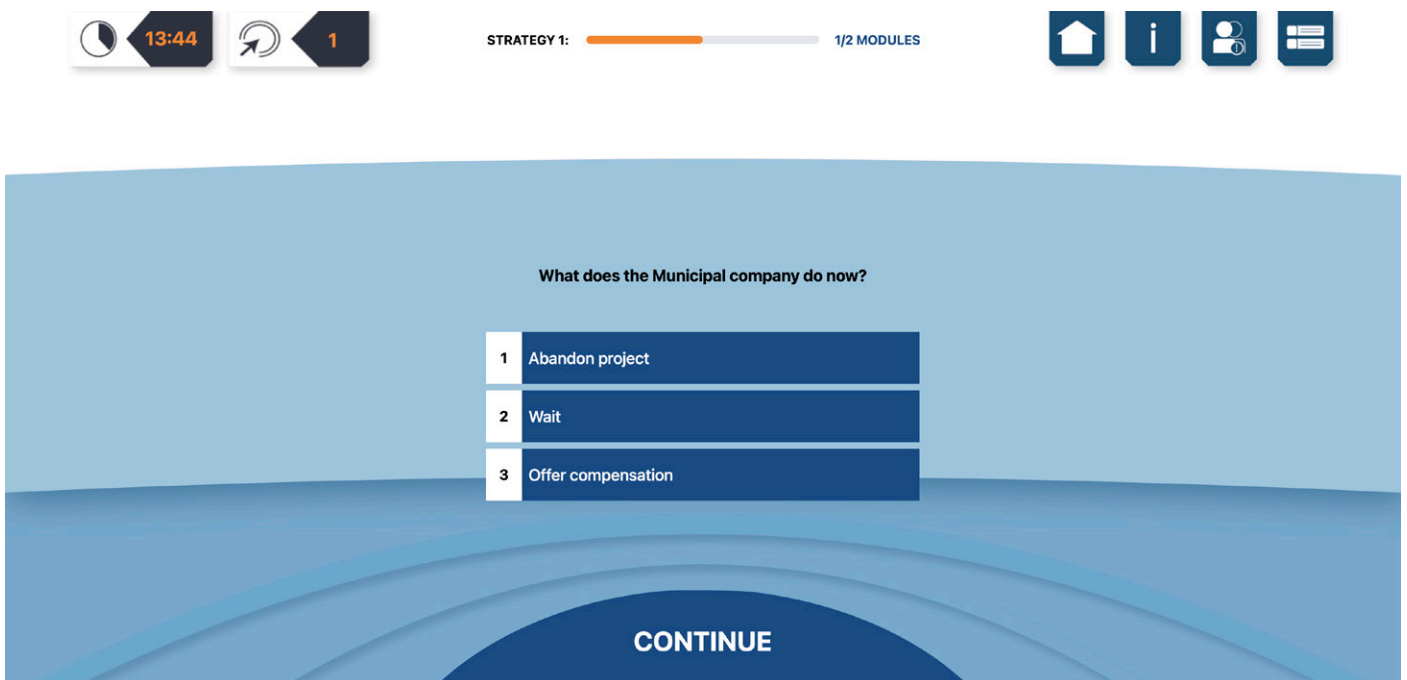 13:44
1
STRATEGY 1:
1/2 MODULES
i
What does the Municipal company do now?
1 Abandon project
2 Wait
3 Offer compensation
CONTINUE